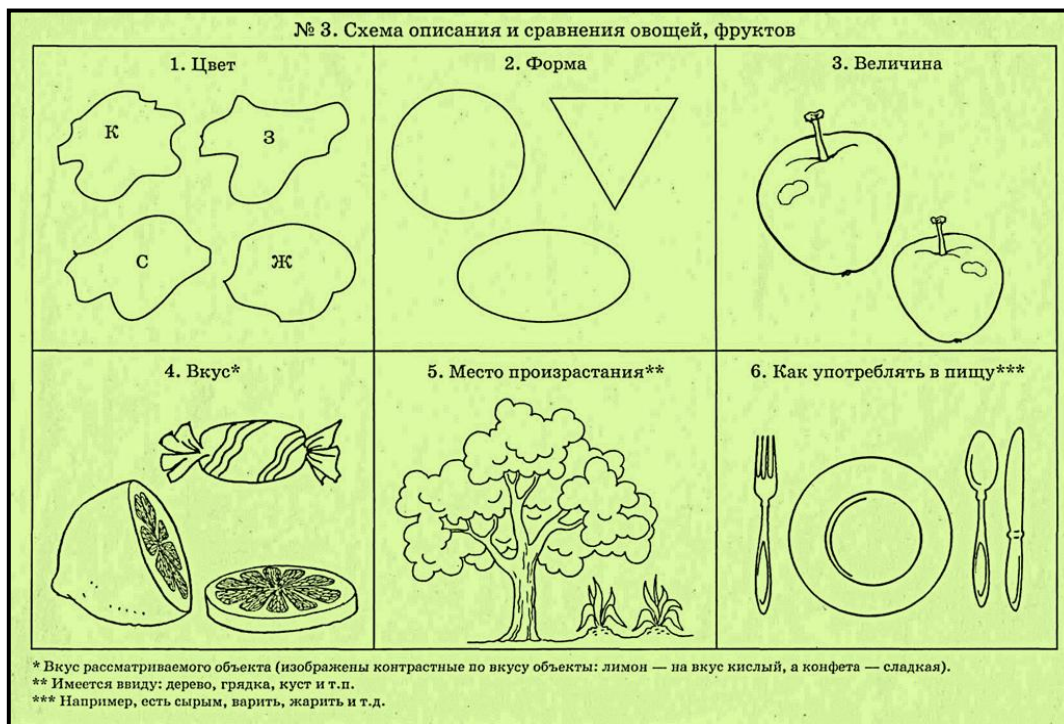 № 3. Схема описания и сравнения овощей, фруктов
1. Цвет
К
З
С
Ж
2. Форма
3. Величина
4. Вкус*
5. Место произрастания**
6. Как употреблять в пищу***
* Вкус рассматриваемого объекта (изображены контрастные по вкусу объекты: лимон — на вкус кислый, а конфета — сладкая).
** Имеется ввиду: дерево, грядка, куст и т.п.
*** Например, есть сырым, варить, жарить и т.д.